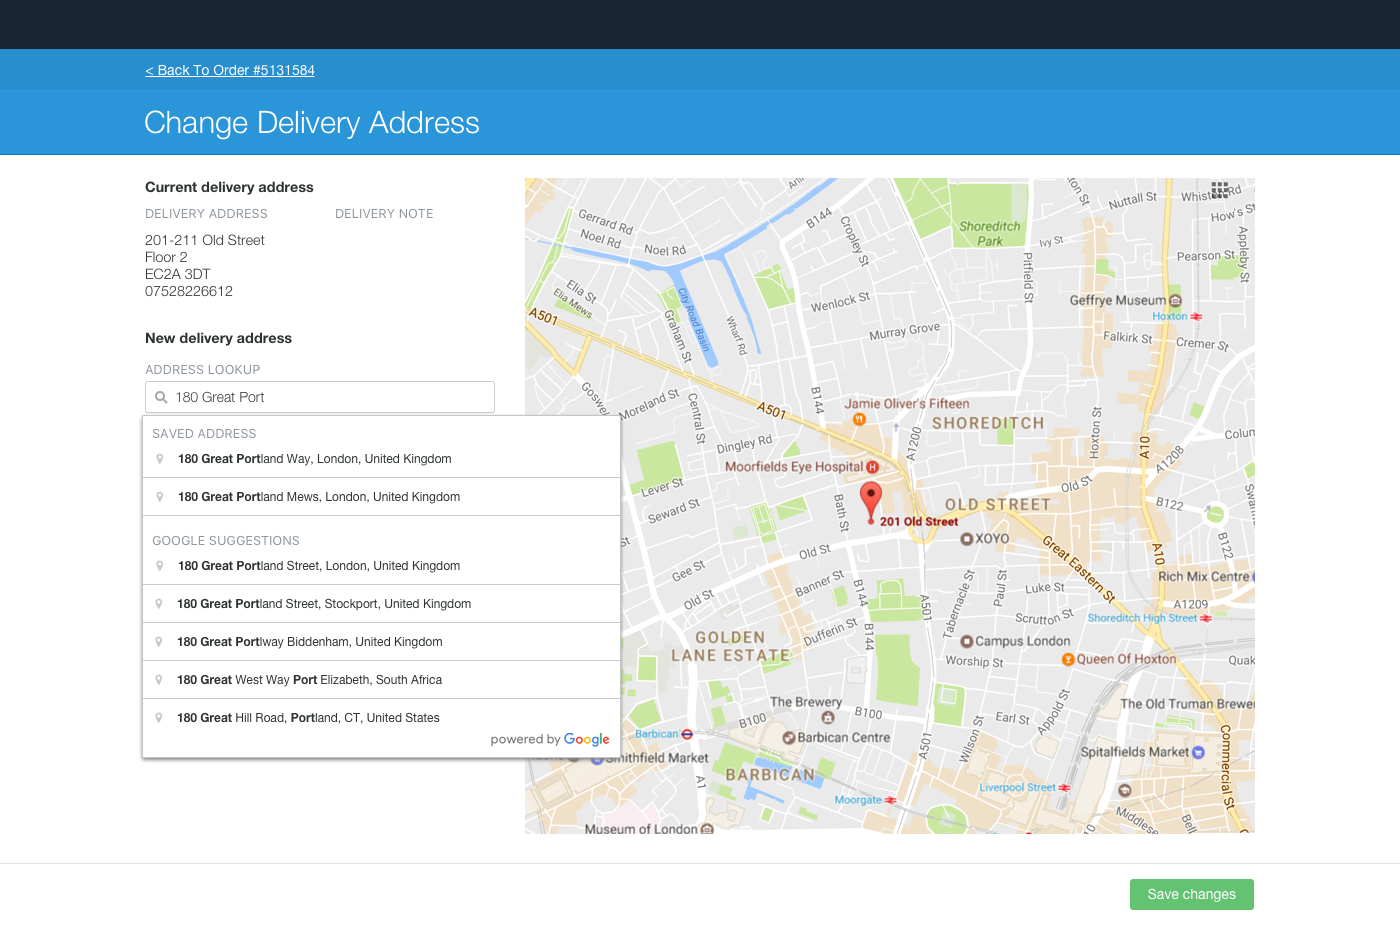 < Back To Order #5131584
Change Delivery Address
Current delivery address
DELIVERY ADDRESS
DELIVERY NOTE
201-211 Old Street
Floor 2
EC2A 3DT
07528226612
New delivery address
ADDRESS LOOKUP
180 Great Port
SAVED ADDRESS
180 Great Portland Way, London, United Kingdom
180 Great Portland Mews, London, United Kingdom
GOOGLE SUGGESTIONS
180 Great Portland Street, London, United Kingdom
180 Great Portland Street, Stockport, United Kingdom
180 Great Portlway Biddenham, United Kingdom
180 Great West Way Port Elizabeth, South Africa
180 Great Hill Road, Portland, CT, United States
powered by Google
Gerrard Rd
Noel Rd
Noel Rd
B144
Cropley St
Shoreditch
Park
Ivy St
Nuttall St
How's St
Appleby St
Pearson St
Pitfield St
Elia St
Elia Mews
A501
City Road Basin
Graham St
Wharf Rd
Wenlock St
Murray Grove
Geffrye Museum
Hoxton
Falkirk St
Cremer St
Moreland St
Central St
A501
B144
Jamie Oliver's Fifteen
SHOREDITCH
A1200
Hoxton St
A10
A1208
Dingley Rd
Moorfields Eye Hospital
Lever St
Seward St
Bath St
201 Old Street
OLD STREET
Old St
B122
B122
XOYO
Old St
Gee St
Old St
Banner St
B144
B144
Dufferin St
A501
Great Eastern St
A10
Rich Mix Centre
Tabernacle St
Paul St
Luke St
Scrutton St
A1209
Shoreditch High Street
GOLDEN
LANE ESTATE
Campus London
Worship St
Queen Of Hoxton
The Brewery
B100
B100
Earl St
Appold St
Wilson St
The Old Truman Brewer
Barbican
Barbican Centre
A501
Spitalfields Market
Commercial St
Smithfield Market
BARBICAN
A1
Moorgate
Liverpool Street
A10
Middlesex
Museum of London
Save changes